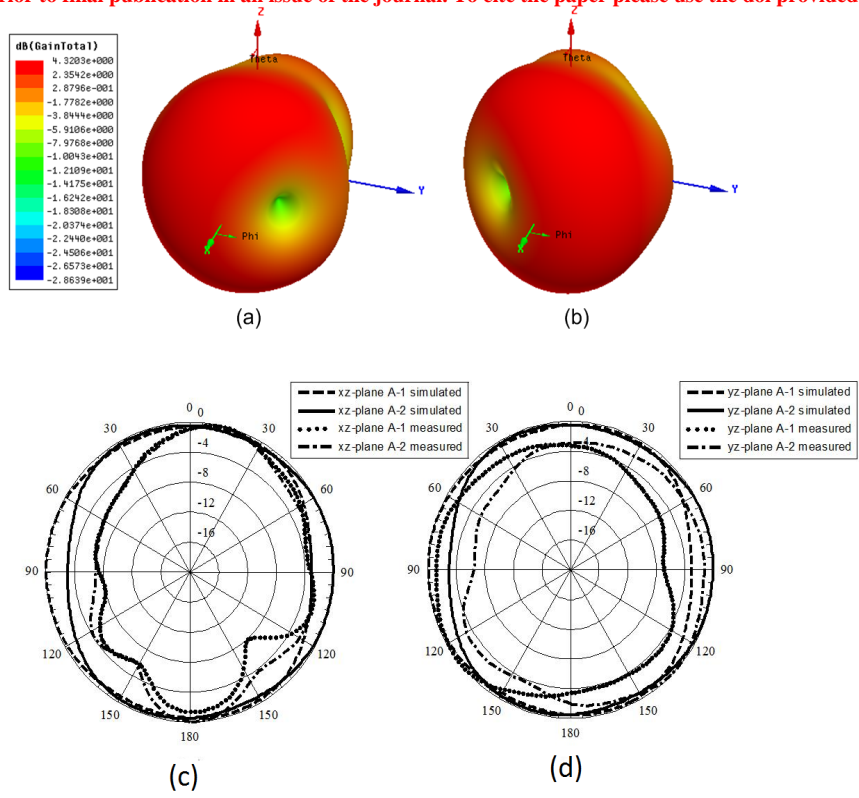 rior to final publication in an issue of the journal. To cite the paper please use the doi provided
dB(GainTotal)
4.3203e+000
2.3542e+000
2.8796e-001
-1.7782e+000
-3.8444e+000
-5.9106e+000
-7.9768e+000
-1.0043e+001
-1.2109e+001
-1.4175e+001
-1.6242e+001
-1.8308e+001
-2.0374e+001
-2.2440e+001
-2.4506e+001
-2.6573e+001
-2.8639e+001
Z
Theta
Y
Phi
X
(a)
Z
Theta
Y
Phi
X
(b)
xz-plane A-1 simulated
xz-plane A-2 simulated
xz-plane A-1 measured
xz-plane A-2 measured
0
0
30
30
-4
-8
-12
-16
60
60
90
90
120
120
150
150
180
(c)
yz-plane A-1 simulated
yz-plane A-2 simulated
yz-plane A-1 measured
yz-plane A-2 measured
0
0
30
30
-4
-8
-12
-16
60
60
90
90
120
120
150
150
180
(d)